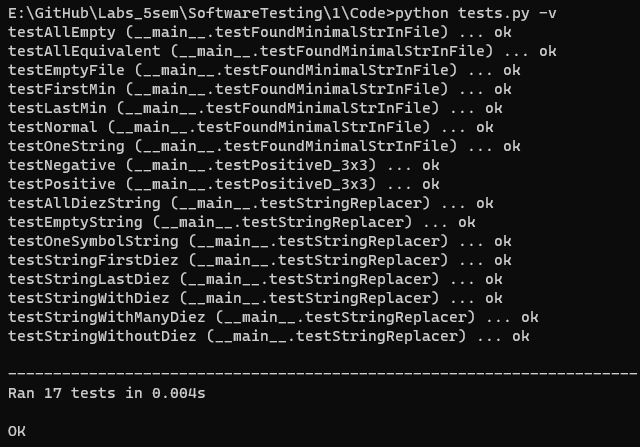 E:\GitHub\Labs_5sem\SoftwareTesting\1\Code>python tests.py -v
testAllEmpty (__main__.testFoundMinimalStrInFile) ... ok
testAllEquivalent (__main__.testFoundMinimalStrInFile) ... ok
testEmptyFile (__main__.testFoundMinimalStrInFile) ... ok
testFirstMin (__main__.testFoundMinimalStrInFile) ... ok
testLastMin (__main__.testFoundMinimalStrInFile) ... ok
testNormal (__main__.testFoundMinimalStrInFile) ... ok
testOneString (__main__.testFoundMinimalStrInFile) ... ok
testNegative (__main__.testPositiveD_3x3) ... ok
testPositive (__main__.testPositiveD_3x3) ... ok
testAllDiezString (__main__.testStringReplacer) ... ok
testEmptyString (__main__.testStringReplacer) ... ok
testOneSymbolString (__main__.testStringReplacer) ... ok
testStringFirstDiez (__main__.testStringReplacer) ... ok
testStringLastDiez (__main__.testStringReplacer) ... ok
testStringWithDiez (__main__.testStringReplacer) ... ok
testStringWithManyDiez (__main__.testStringReplacer) ... ok
testStringWithoutDiez (__main__.testStringReplacer) ... ok
----------------------------------------------------------------------
Ran 17 tests in 0.004s
OK